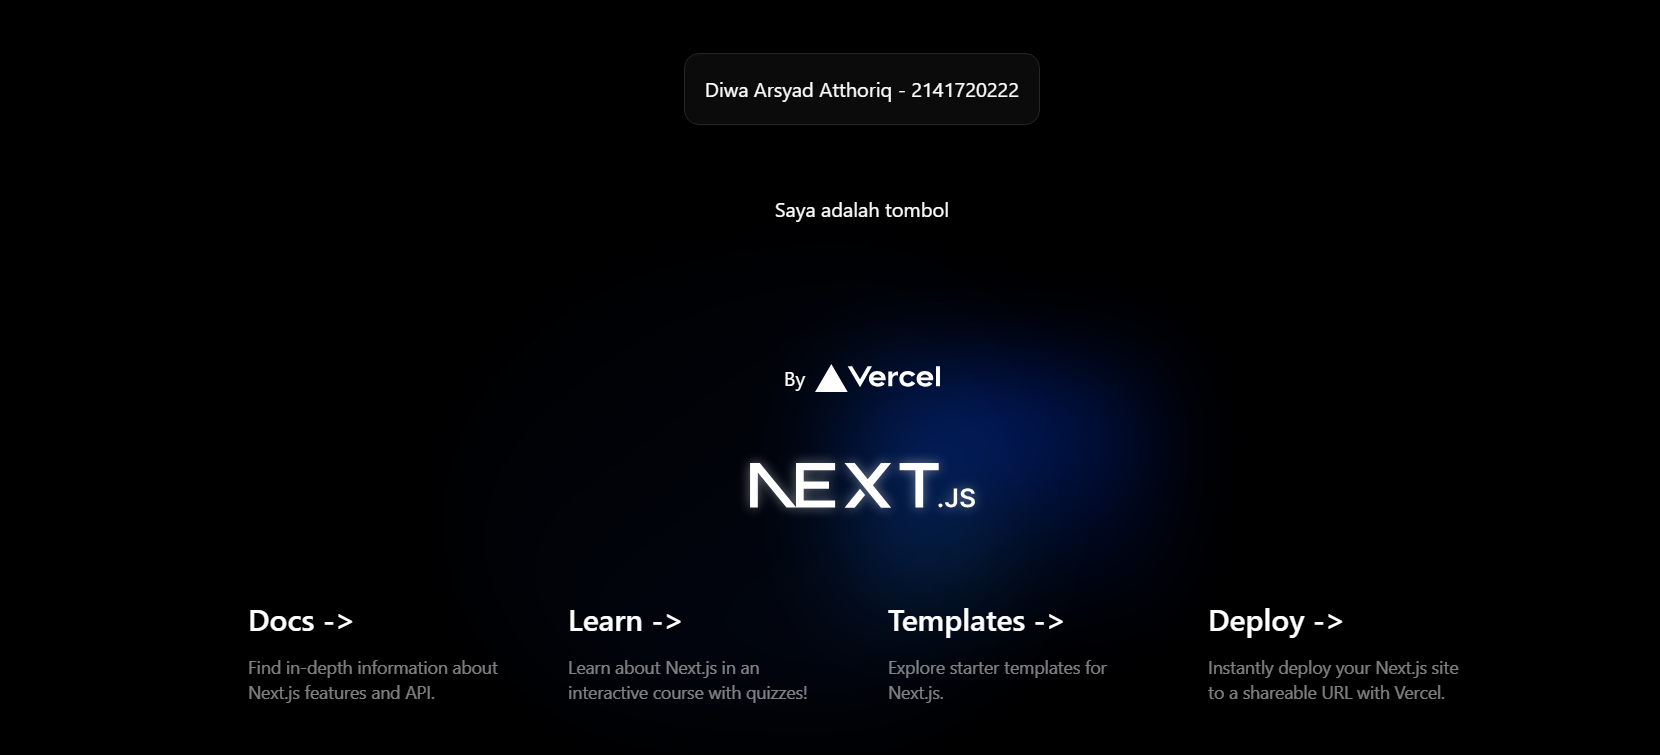 Diwa Arsyad Atthoriq - 2141720222
Saya adalah tombol
By Vercel
NEXT.JS
Docs ->
Find in-depth information about
Next.js features and API.
Learn ->
Learn about Next.js in an
interactive course with quizzes!
Templates ->
Explore starter templates for
Next.js.
Deploy ->
Instantly deploy your Next.js site
to a shareable URL with Vercel.